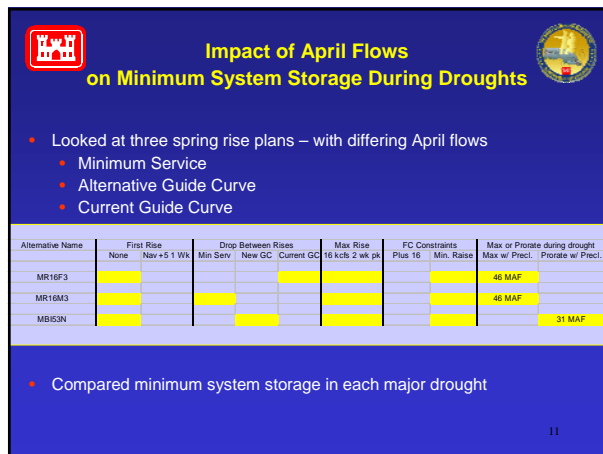 Impact of April Flows
on Minimum System Storage During Droughts
• Looked at three spring rise plans – with differing April flows
• Minimum Service
• Alternative Guide Curve
• Current Guide Curve
Alternative Name First Rise Drop Between Rises Max Rise FC Constraints Max or Prorate during drought
None Nav +5 1 Wk Min Serv New GC Current GC 16 kcfs 2 wk pk Plus 16 Min. Raise Max w/ Precl. Prorate w/ Precl.
MR16F3 46 MAF
MR16M3 46 MAF
MBI53N 31 MAF
• Compared minimum system storage in each major drought
11